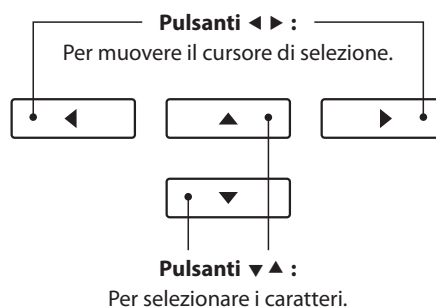 Pulsanti ◀ ▶ :
Per muovere il cursore di selezione.
Pulsanti ▼ ▲ :
Per selezionare i caratteri.